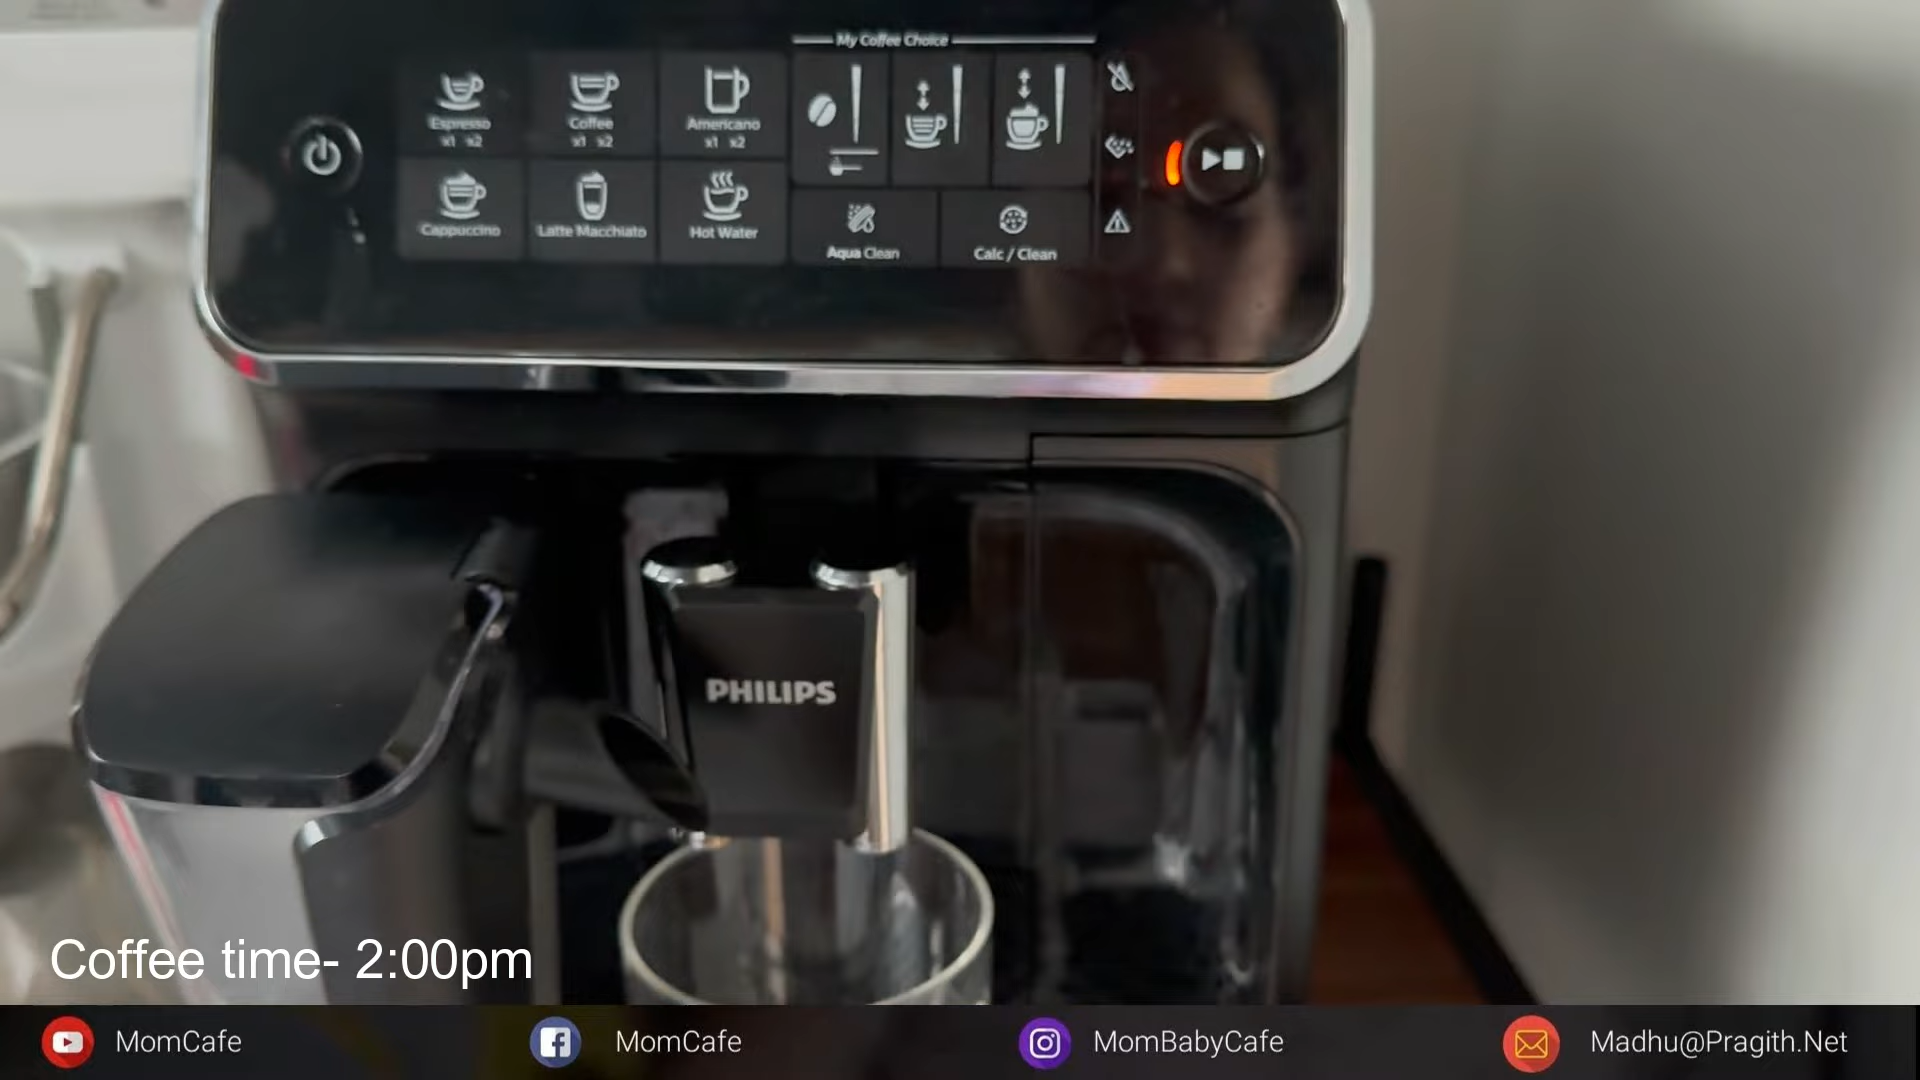 My Coffee Choice
Espresso
x1 x2
Coffee
x1 x2
Americano
x1 x2
Cappuccino
Latte Macchiato
Hot Water
Aqua Clean
Calc / Clean
PHILIPS
Coffee time- 2:00pm
MomCafe
MomCafe
MomBabyCafe
Madhu@Pragith.Net